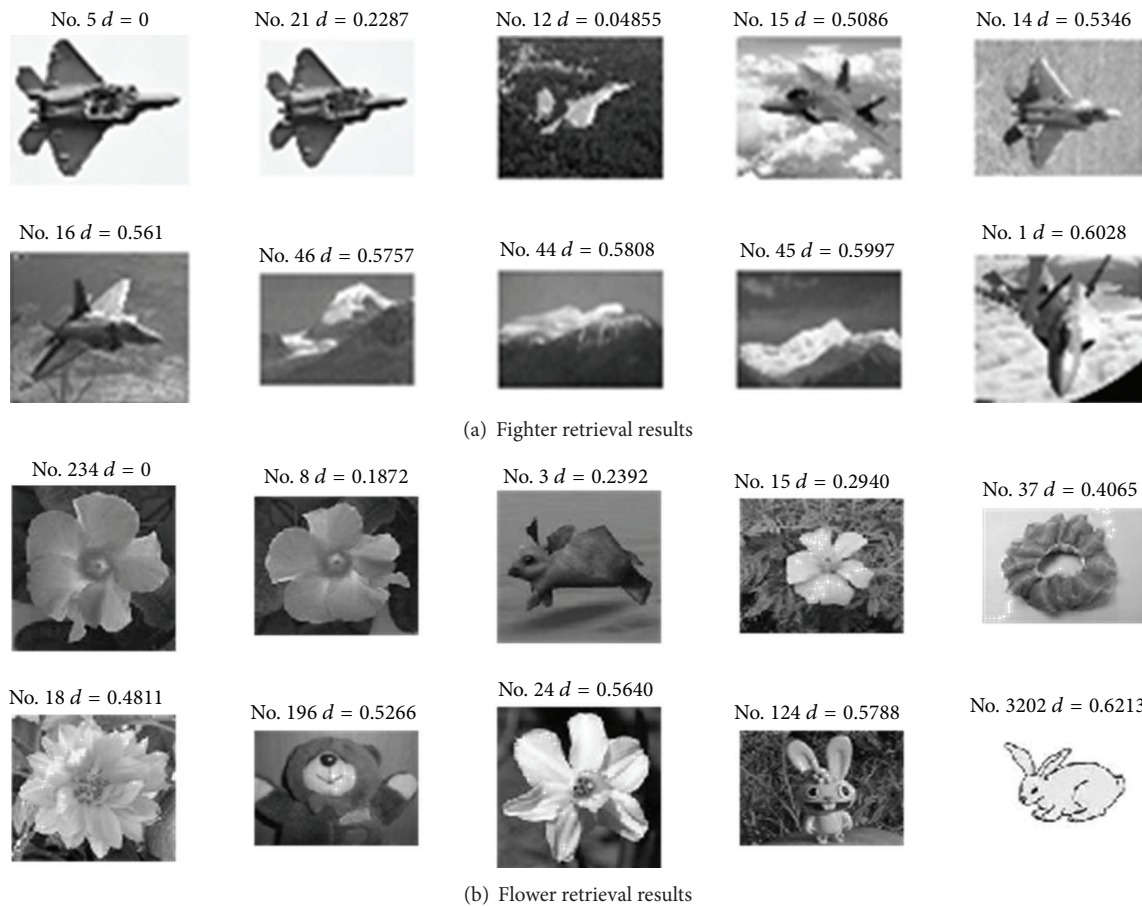 No. 5 d = 0
No. 21 d = 0.2287
No. 12 d = 0.04855
No. 15 d = 0.5086
No. 14 d = 0.5346
No. 16 d = 0.561
No. 46 d = 0.5757
No. 44 d = 0.5808
No. 45 d = 0.5997
No. 1 d = 0.6028
(a) Fighter retrieval results
No. 234 d = 0
No. 8 d = 0.1872
No. 3 d = 0.2392
No. 15 d = 0.2940
No. 37 d = 0.4065
No. 18 d = 0.4811
No. 196 d = 0.5266
No. 24 d = 0.5640
No. 124 d = 0.5788
No. 3202 d = 0.6213
(b) Flower retrieval results